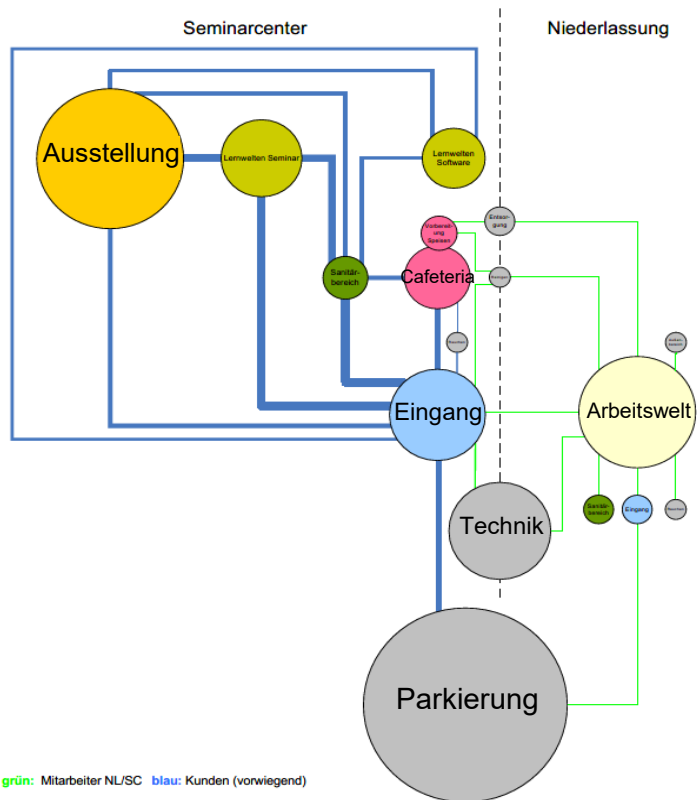 Seminarcenter
Niederlassung
Ausstellung
Lernwelten Seminar
Lernwelten
Software
Entsor-
gung
Vorberei-
ung
Speisen
Sanitär-
bereich
Cafeteria
Eingang
Arbeitswelt
Technik
Sanitär-
bereich
Eingang
Parkierung
grün: Mitarbeiter NL/SC blau: Kunden (vorwiegend)